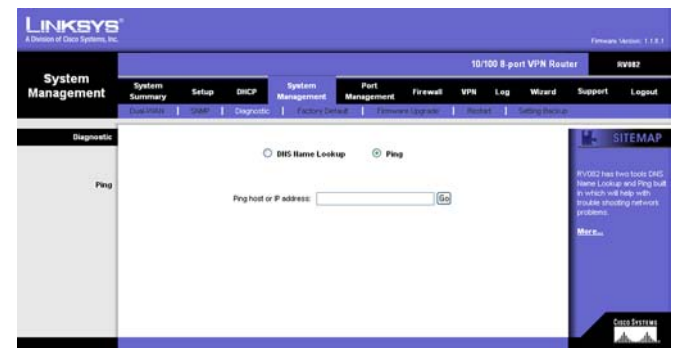 LINKSYS®
A Division of Cisco Systems, Inc.
Firmware Version: 1.1.8.1
10/100 8-port VPN Router
RV082
System Management
System Summary
Setup
DHCP
System Management
Port Management
Firewall
VPN
Log
Wizard
Support
Logout
Dual-WAN | SNMP | Diagnostic | Factory Default | Firmware Upgrade | Restart | Setting Backup
Diagnostic
DNS Name Lookup
Ping
Ping
Ping host or IP address:
Go
SITEMAP
RV082 has two tools DNS
Name Lookup and Ping built
in which will help with
trouble shooting network
problems.
More...
CISCO SYSTEMS